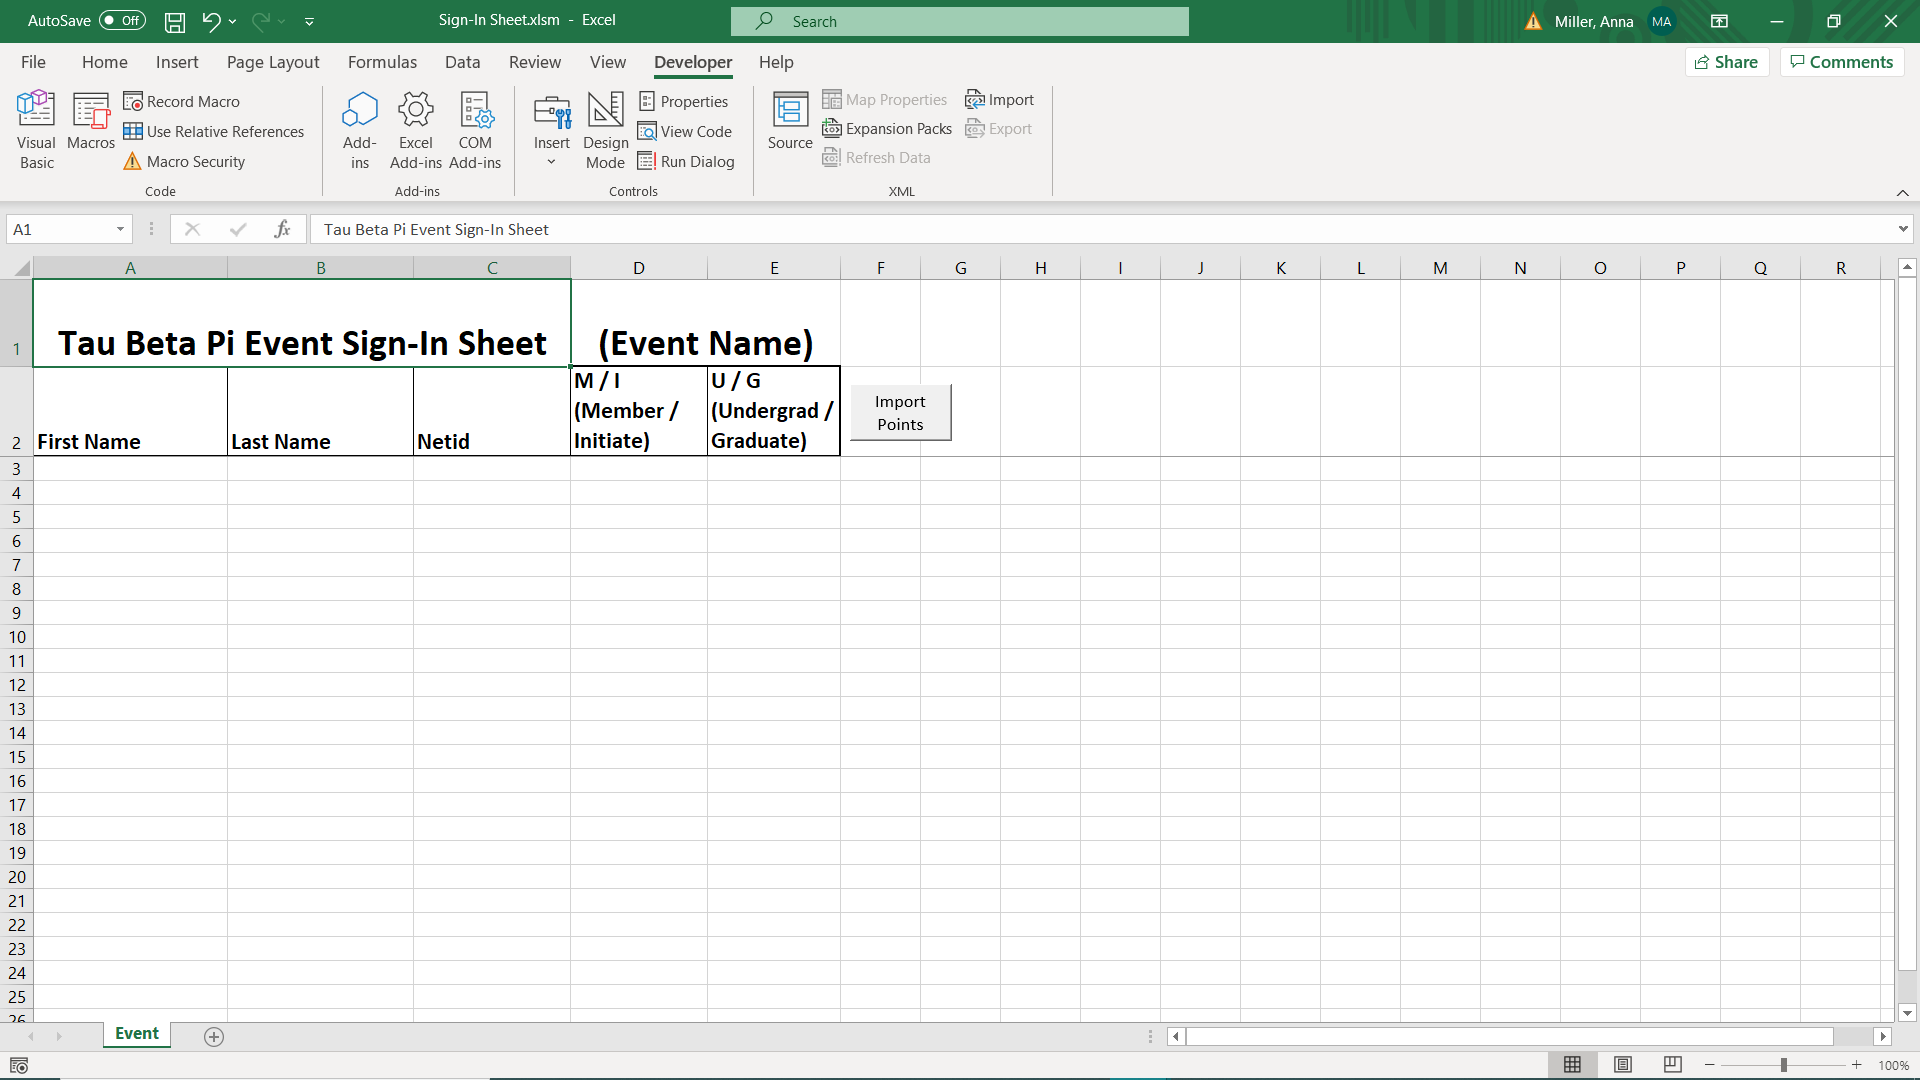 AutoSave Off Sign-In Sheet.xlsm - Excel Search Miller, Anna MA
File Home Insert Page Layout Formulas Data Review View Developer Help Share Comments
Visual Basic
Macros
Record Macro
Use Relative References
Macro Security
Code
Add-ins
Excel Add-ins
COM Add-ins
Add-ins
Insert
Design Mode
Properties
View Code
Run Dialog
Controls
Source
Map Properties
Expansion Packs
Refresh Data
Import
Export
XML
A1 fx Tau Beta Pi Event Sign-In Sheet
A B C D E F G H I J K L M N O P Q R
1 Tau Beta Pi Event Sign-In Sheet (Event Name)
2 First Name Last Name Netid
M / I
(Member /
Initiate)
U / G
(Undergrad /
Graduate)
Import
Points
3
4
5
6
7
8
9
10
11
12
13
14
15
16
17
18
19
20
21
22
23
24
25
26
Event
100%